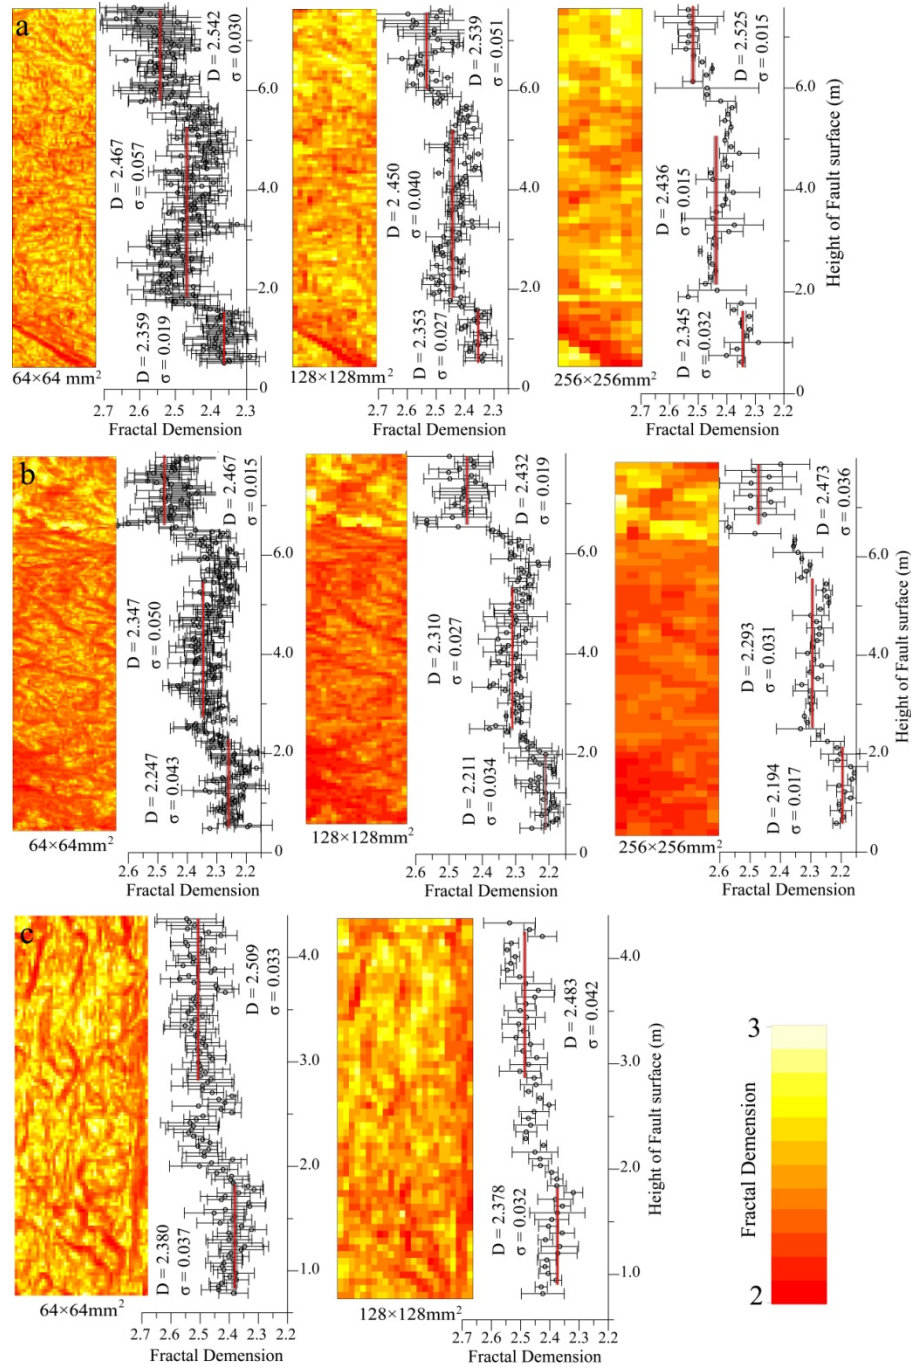 a
D = 2.542
σ = 0.030
D = 2.467
σ = 0.057
D = 2.359
σ = 0.019
64×64 mm²
2.7 2.6 2.5 2.4 2.3
Fractal Demension
6.0
4.0
2.0
0
D = 2.539
σ = 0.051
D = 2.450
σ = 0.040
D = 2.353
σ = 0.027
128×128mm²
2.7 2.6 2.5 2.4 2.3
Fractal Demension
6.0
4.0
2.0
0
D = 2.525
σ = 0.015
D = 2.436
σ = 0.015
D = 2.345
σ = 0.032
256×256mm²
2.7 2.6 2.5 2.4 2.3 2.2
Fractal Demension
6.0
4.0
2.0
0
Height of Fault surface (m)
b
D = 2.467
σ = 0.015
D = 2.347
σ = 0.050
D = 2.247
σ = 0.043
64×64mm²
2.6 2.5 2.4 2.3 2.2
Fractal Demension
6.0
4.0
2.0
0
D = 2.432
σ = 0.019
D = 2.310
σ = 0.027
D = 2.211
σ = 0.034
128×128mm²
2.6 2.5 2.4 2.3 2.2
Fractal Demension
6.0
4.0
2.0
0
D = 2.473
σ = 0.036
D = 2.293
σ = 0.031
D = 2.194
σ = 0.017
256×256mm²
2.6 2.5 2.4 2.3 2.2
Fractal Demension
6.0
4.0
2.0
0
Height of Fault surface (m)
c
D = 2.509
σ = 0.033
D = 2.380
σ = 0.037
64×64mm²
2.7 2.6 2.5 2.4 2.3 2.2
Fractal Demension
4.0
3.0
2.0
1.0
D = 2.483
σ = 0.042
D = 2.378
σ = 0.032
128×128mm²
2.7 2.6 2.5 2.4 2.3 2.2
Fractal Demension
4.0
3.0
2.0
1.0
Height of Fault surface (m)
3
Fractal Demension
2